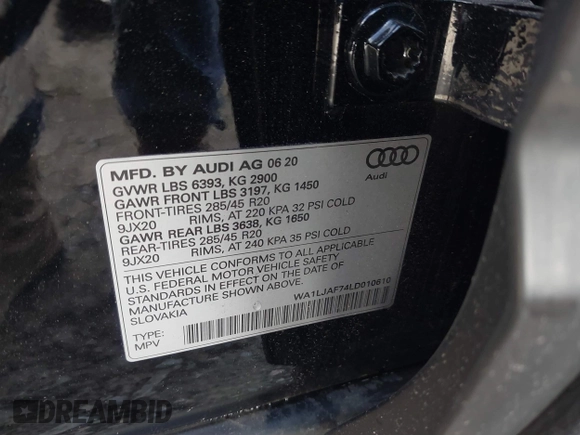 MFD. BY AUDI AG 06 20
GVWR LBS 6393, KG 2900
GAWR FRONT LBS 3197, KG 1450
FRONT-TIRES 285/45 R20
9JX20 RIMS, AT 220 KPA 32 PSI COLD
GAWR REAR LBS 3638, KG 1650
REAR-TIRES 285/45 R20
9JX20 RIMS, AT 240 KPA 35 PSI COLD
THIS VEHICLE CONFORMS TO ALL APPLICABLE
U.S. FEDERAL MOTOR VEHICLE SAFETY
STANDARDS IN EFFECT ON THE DATE OF
MANUFACTURE SHOWN ABOVE.
SLOVAKIA
WA1LJAF74LD010610
TYPE:
MPV
Audi
DREAMBID